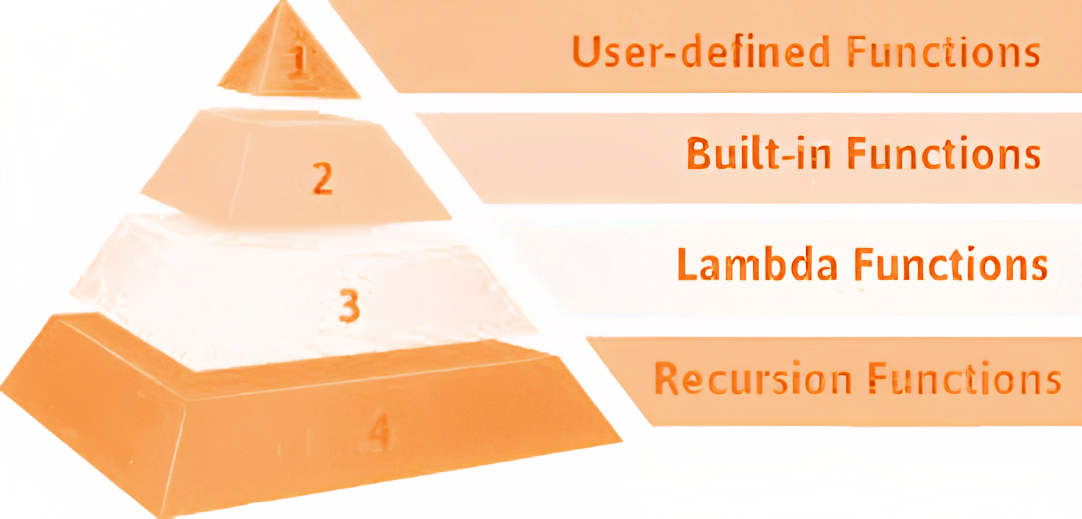 1
User-defined Functions
2
Built-in Functions
3
Lambda Functions
4
Recursion Functions